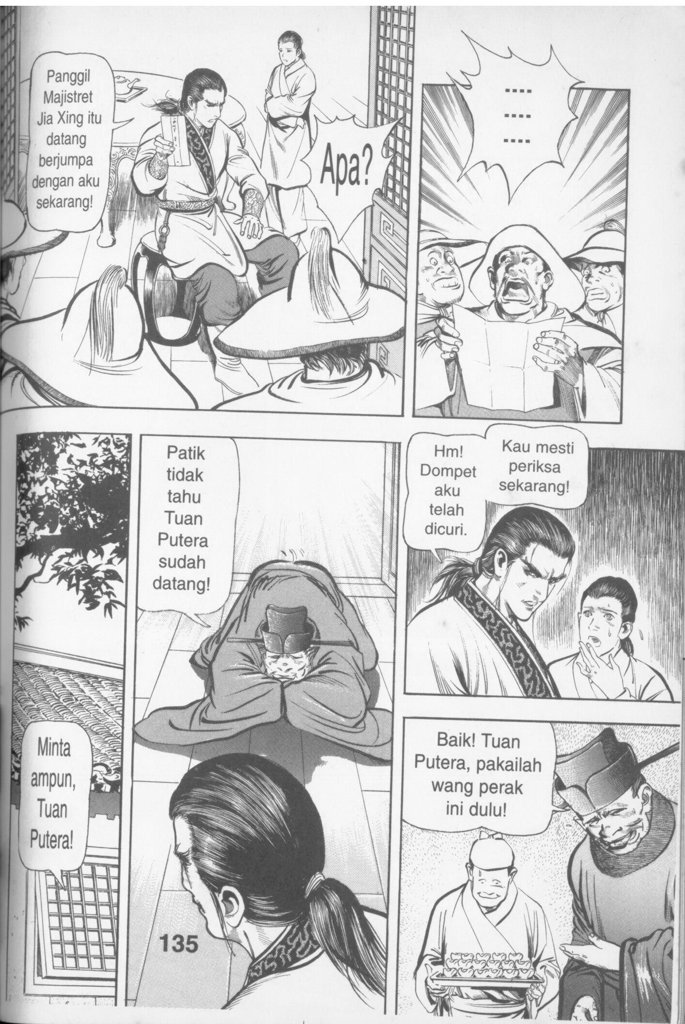 Panggil
Majistret
Jia Xing itu
datang
berjumpa
dengan aku
sekarang!
Apa?
....
....
....
Minta
ampun,
Tuan
Putera!
Patik
tidak
tahu
Tuan
Putera
sudah
datang!
Hm!
Dompet
aku
telah
dicuri.
Kau mesti
periksa
sekarang!
Baik! Tuan
Putera, pakailah
wang perak
ini dulu!
135